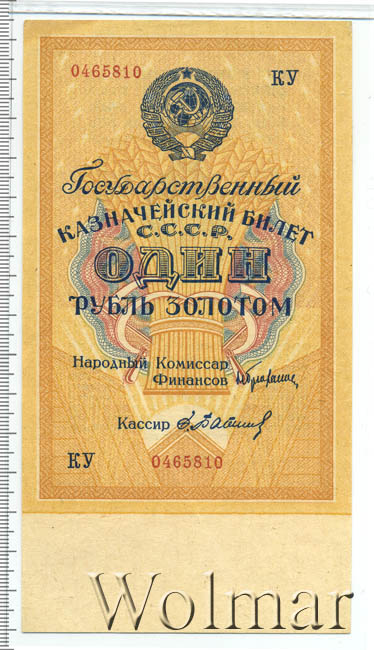 0465810 КУ
Государственный
КАЗНАЧЕЙСКИЙ БИЛЕТ
С.С.С.Р.
ОДИН
РУБЛЬ ЗОЛОТОМ
Народный Комиссар
Финансов
Кассир
КУ 0465810
Wolmar